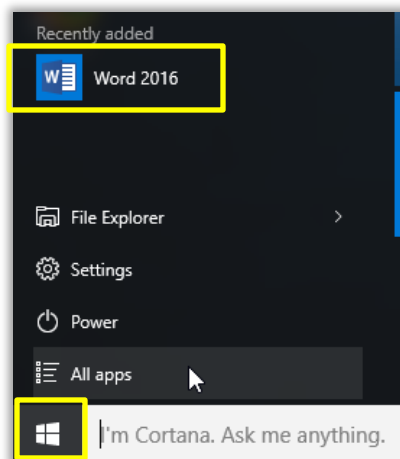 Recently added
W Word 2016
File Explorer
Settings
Power
All apps
I'm Cortana. Ask me anything.